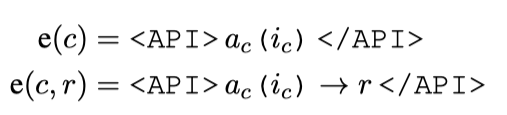 e(c) = <API> a_c (i_c) </API>
e(c, r) = <API> a_c (i_c) → r </API>